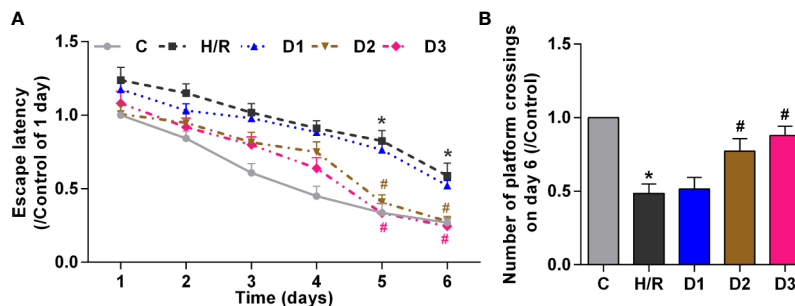 A
Escape latency
(/Control of 1 day)
1.5
1.0
0.5
0.0
C H/R D1 D2 D3
* *
# #
# #
1 2 3 4 5 6
Time (days)
B
Number of platform crossings
on day 6 (/Control)
1.5
1.0
0.5
0.0
* # #
C H/R D1 D2 D3